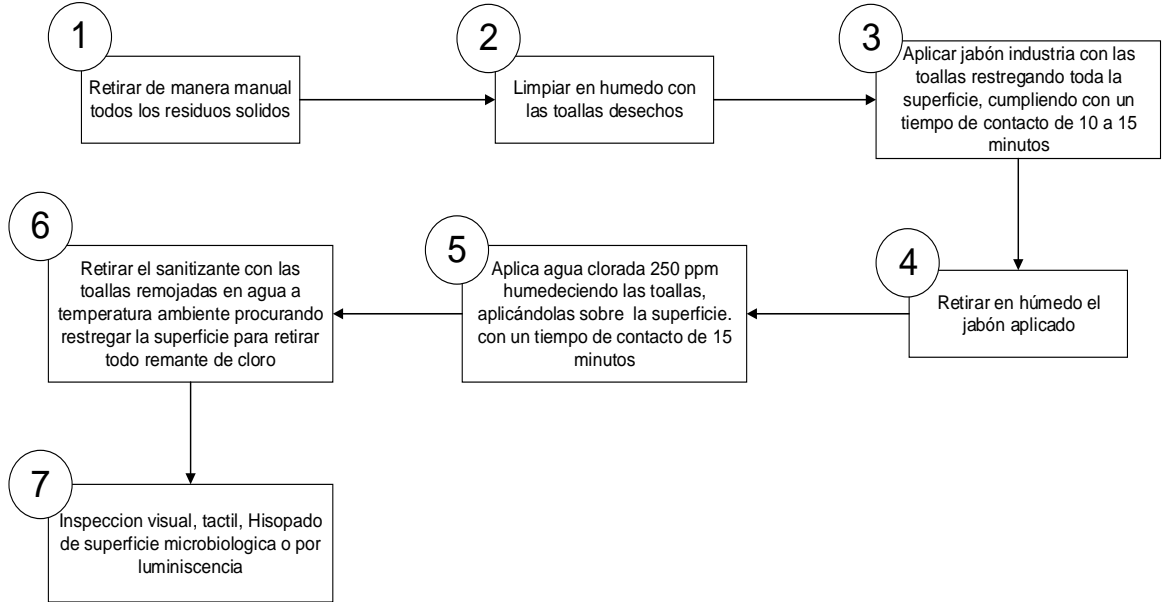 1
Retirar de manera manual
todos los residuos solidos
2
Limpiar en humedo con
las toallas desechos
3
Aplicar jabón industria con las
toallas restregando toda la
superficie, cumpliendo con un
tiempo de contacto de 10 a 15
minutos
4
Retirar en húmedo el
jabón aplicado
5
Aplica agua clorada 250 ppm
humedeciendo las toallas,
aplicándolas sobre la superficie.
con un tiempo de contacto de 15
minutos
6
Retirar el sanitizante con las
toallas remojadas en agua a
temperatura ambiente procurando
restregar la superficie para retirar
todo remante de cloro
7
Inspeccion visual, tactil, Hisopado
de superficie microbiologica o por
luminiscencia